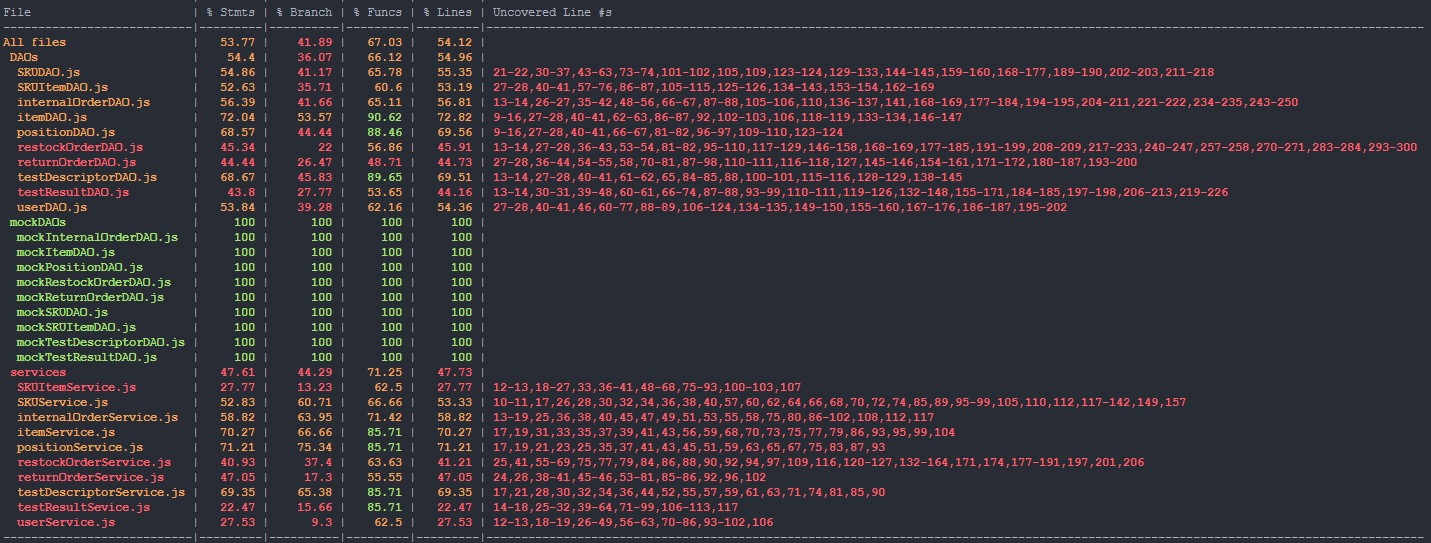 File | % Stmts | % Branch | % Funcs | % Lines | Uncovered Line #s
All files | 53.77 | 41.89 | 67.03 | 54.12 |
DAOs | 54.4 | 36.07 | 66.12 | 54.96 |
SKUDAO.js | 54.86 | 41.17 | 65.78 | 55.35 | 21-22,30-37,43-63,73-74,101-102,105,109,123-124,129-133,144-145,159-160,168-177,189-190,202-203,211-218
SKUItemDAO.js | 52.63 | 35.71 | 60.6 | 53.19 | 27-28,40-41,57-76,86-87,105-115,125-126,134-143,153-154,162-169
internalOrderDAO.js | 56.39 | 41.66 | 65.11 | 56.81 | 13-14,26-27,35-42,48-56,66-67,87-88,105-106,110,136-137,141,168-169,177-184,194-195,204-211,221-222,234-235,243-250
itemDAO.js | 72.04 | 53.57 | 90.62 | 72.82 | 9-16,27-28,40-41,62-63,86-87,92,102-103,106,118-119,133-134,146-147
positionDAO.js | 68.57 | 44.44 | 88.46 | 69.56 | 9-16,27-28,40-41,66-67,81-82,96-97,109-110,123-124
restockOrderDAO.js | 45.34 | 22 | 56.86 | 45.91 | 13-14,27-28,36-43,53-54,81-82,95-110,117-129,146-158,168-169,177-185,191-199,208-209,217-233,240-247,257-258,270-271,283-284,293-300
returnOrderDAO.js | 44.44 | 26.47 | 48.71 | 44.73 | 27-28,36-44,54-55,58,70-81,87-98,110-111,116-118,127,145-146,154-161,171-172,180-187,193-200
testDescriptorDAO.js | 68.67 | 45.83 | 89.65 | 69.51 | 13-14,27-28,40-41,61-62,65,84-85,88,100-101,115-116,128-129,138-145
testResultDAO.js | 43.8 | 27.77 | 53.65 | 44.16 | 13-14,30-31,39-48,60-61,66-74,87-88,93-99,110-111,119-126,132-148,155-171,184-185,197-198,206-213,219-226
userDAO.js | 53.84 | 39.28 | 62.16 | 54.36 | 27-28,40-41,46,60-77,88-89,106-124,134-135,149-150,155-160,167-176,186-187,195-202
mockDAOs | 100 | 100 | 100 | 100 |
mockInternalOrderDAO.js | 100 | 100 | 100 | 100 |
mockItemDAO.js | 100 | 100 | 100 | 100 |
mockPositionDAO.js | 100 | 100 | 100 | 100 |
mockRestockOrderDAO.js | 100 | 100 | 100 | 100 |
mockReturnOrderDAO.js | 100 | 100 | 100 | 100 |
mockSKUDAO.js | 100 | 100 | 100 | 100 |
mockSKUItemDAO.js | 100 | 100 | 100 | 100 |
mockTestDescriptorDAO.js | 100 | 100 | 100 | 100 |
mockTestResultDAO.js | 100 | 100 | 100 | 100 |
services | 47.61 | 44.29 | 71.25 | 47.73 |
SKUItemService.js | 27.77 | 13.23 | 62.5 | 27.77 | 12-13,18-27,33,36-41,48-68,75-93,100-103,107
SKUService.js | 52.83 | 60.71 | 66.66 | 53.33 | 10-11,17,26,28,30,32,34,36,38,40,57,60,62,64,66,68,70,72,74,85,89,95-99,105,110,112,117-142,149,157
internalOrderService.js | 58.82 | 63.95 | 71.42 | 58.82 | 13-19,25,36,38,40,45,47,49,51,53,55,58,75,80,86-102,108,112,117
itemService.js | 70.27 | 66.66 | 85.71 | 70.27 | 17,19,31,33,35,37,39,41,43,56,59,68,70,73,75,77,79,86,93,95,99,104
positionService.js | 71.21 | 75.34 | 85.71 | 71.21 | 17,19,21,23,25,35,37,41,43,45,51,59,63,65,67,75,83,87,93
restockOrderService.js | 40.93 | 37.4 | 63.63 | 41.21 | 25,41,55-69,75,77,79,84,86,88,90,92,94,97,109,116,120-127,132-164,171,174,177-191,197,201,206
returnOrderService.js | 47.05 | 17.3 | 55.55 | 47.05 | 24,28,38-41,45-46,53-81,85-86,92,96,102
testDescriptorService.js | 69.35 | 65.38 | 85.71 | 69.35 | 17,21,28,30,32,34,36,44,52,55,57,59,61,63,71,74,81,85,90
testResultSevice.js | 22.47 | 15.66 | 85.71 | 22.47 | 14-18,25-32,39-64,71-99,106-113,117
userService.js | 27.53 | 9.3 | 62.5 | 27.53 | 12-13,18-19,26-49,56-63,70-86,93-102,106